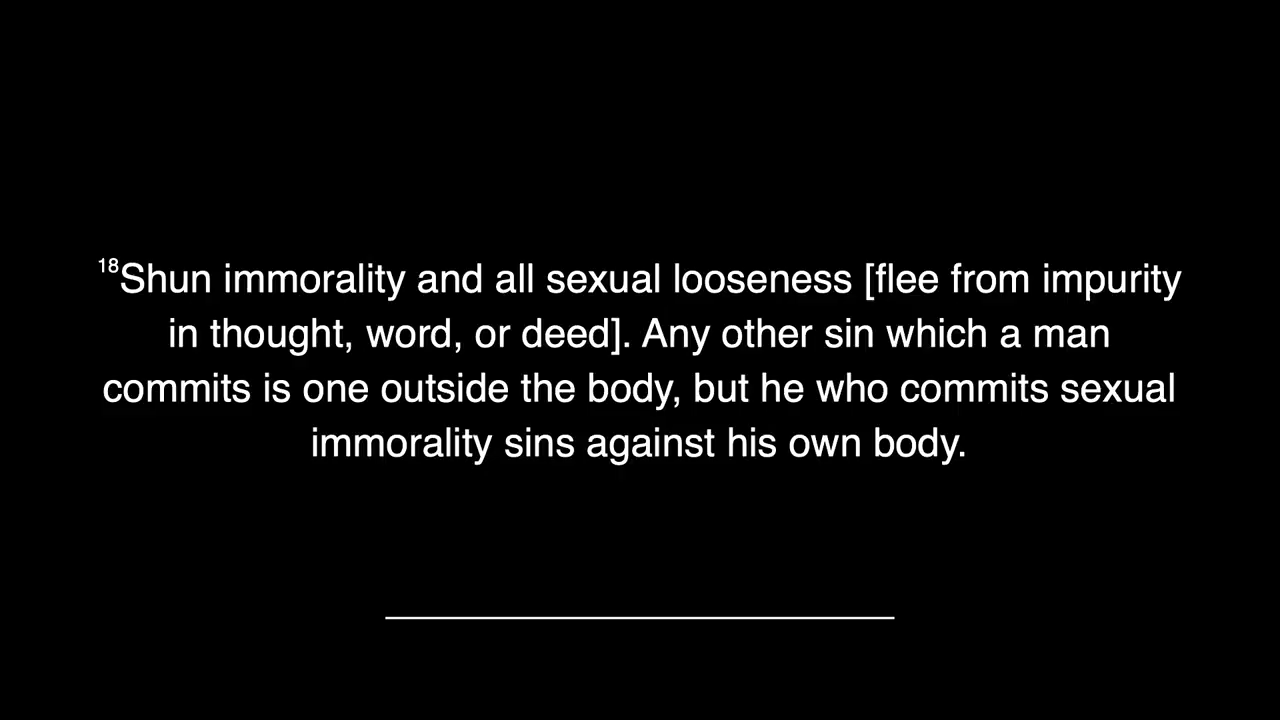 18Shun immorality and all sexual looseness [flee from impurity
in thought, word, or deed]. Any other sin which a man
commits is one outside the body, but he who commits sexual
immorality sins against his own body.